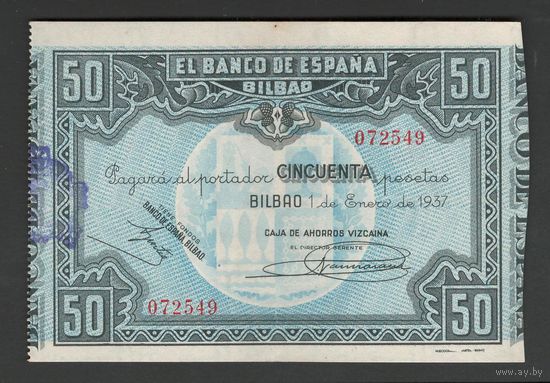 50 EL BANCO DE ESPAÑA 50
BILBAO
072549
Pagará al portador CINCUENTA pesetas
BILBAO 1 de Enero de 1937
TIENE FONDOS
BANCO DE ESPAÑA, BILBAO
CAJA DE AHORROS VIZCAINA
EL DIRECTOR GERENTE
072549
50 50
BANCO DE ESPAÑA
www.ay.by